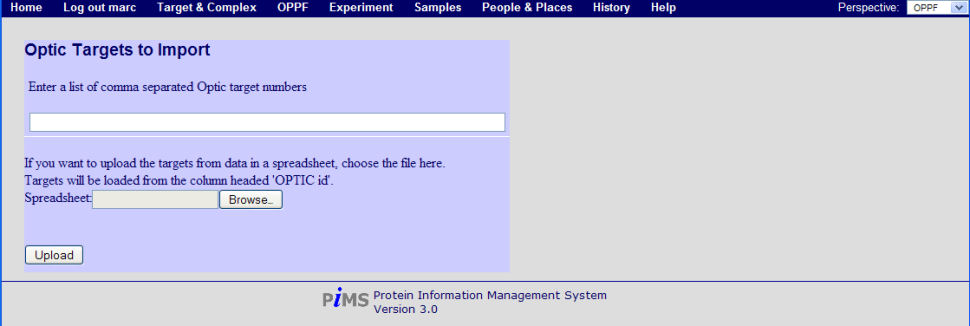 Home Log out marc Target & Complex OPPF Experiment Samples People & Places History Help Perspective: OPPF
Optic Targets to Import
Enter a list of comma separated Optic target numbers
If you want to upload the targets from data in a spreadsheet, choose the file here.
Targets will be loaded from the column headed 'OPTIC id'.
Spreadsheet: Browse...
Upload
PiMS Protein Information Management System
Version 3.0